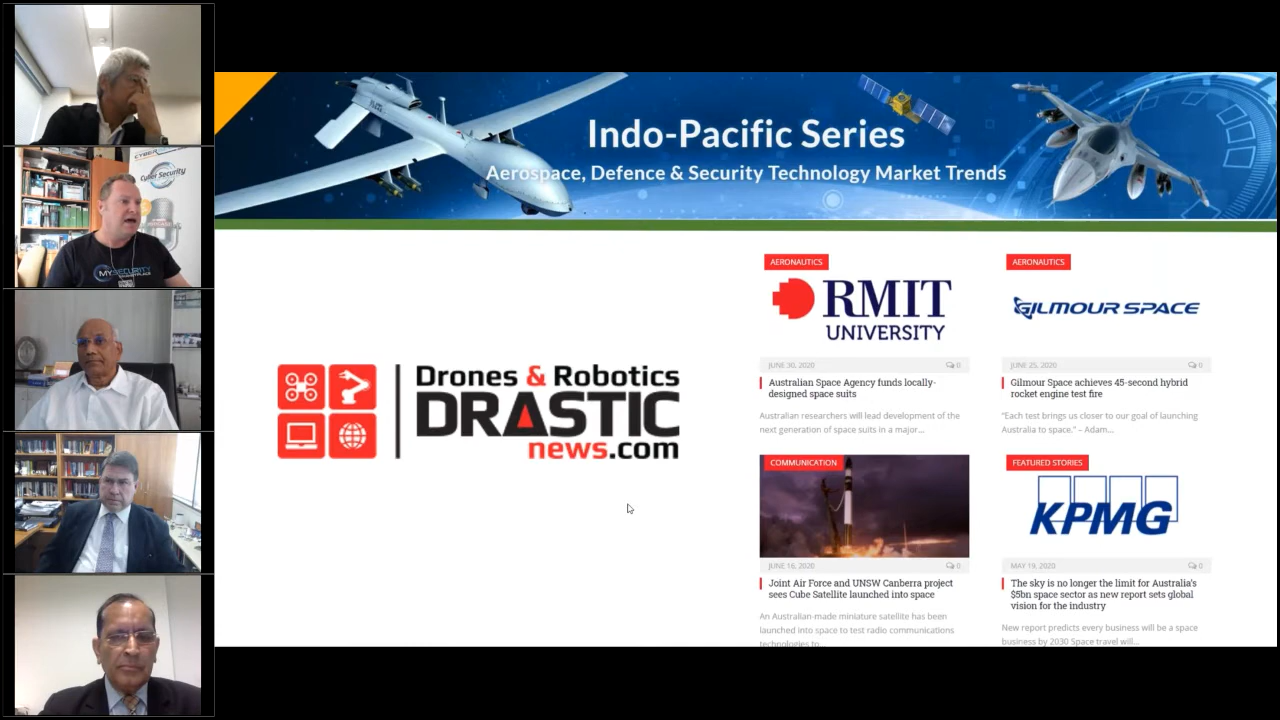 Indo-Pacific Series
Aerospace, Defence & Security Technology Market Trends
Cyber Security
MYSECURITY
Drones & Robotics
DRASTIC
news.com
AERONAUTICS
RMIT
UNIVERSITY
JUNE 30, 2020 0
Australian Space Agency funds locally-
designed space suits
Australian researchers will lead development of the
next generation of space suits in a major...
AERONAUTICS
GILMOUR SPACE
JUNE 25, 2020 0
Gilmour Space achieves 45-second hybrid
rocket engine test fire
"Each test brings us closer to our goal of launching
Australia to space." – Adam...
COMMUNICATION
JUNE 16, 2020 0
Joint Air Force and UNSW Canberra project
sees Cube Satellite launched into space
An Australian-made miniature satellite has been
launched into space to test radio communications
technologies to...
FEATURED STORIES
KPMG
MAY 19, 2020 0
The sky is no longer the limit for Australia's
$5bn space sector as new report sets global
vision for the industry
New report predicts every business will be a space
business by 2030 Space travel will...